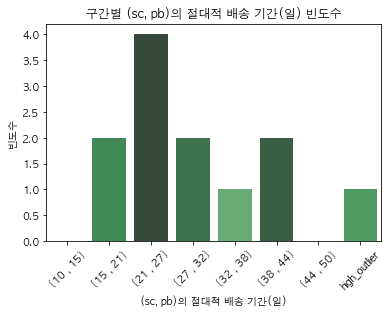 구간별 (sc, pb)의 절대적 배송 기간(일) 빈도수
4.0
3.5
3.0
2.5
2.0
1.5
1.0
0.5
0.0
빈도수
(10 , 15)
(15 , 21)
(21 , 27)
(27 , 32)
(32 , 38)
(38 , 44)
(44 , 50)
hgh_outlier
(sc, pb)의 절대적 배송 기간(일)